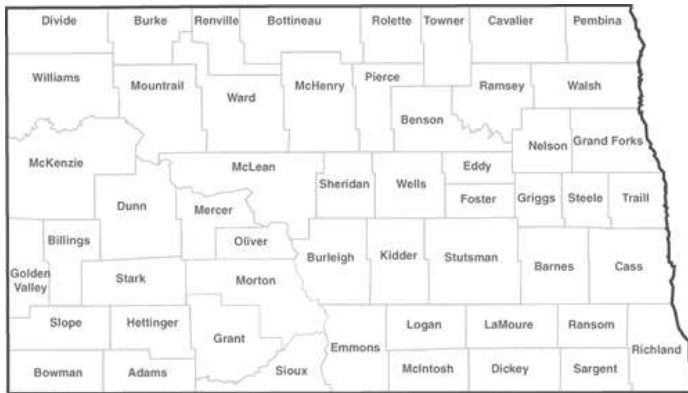 Divide Burke Renville Bottineau Rolette Towner Cavalier Pembina
Williams Mountrail Ward McHenry Pierce Ramsey Walsh
Benson
McKenzie McLean Sheridan Wells Eddy Nelson Grand Forks
Dunn Mercer Foster Griggs Steele Traill
Billings Oliver Burleigh Kidder Stutsman Barnes Cass
Golden
Valley
Stark Morton
Slope Hettinger Grant Emmons Logan LaMoure Ransom Richland
Bowman Adams Sioux McIntosh Dickey Sargent